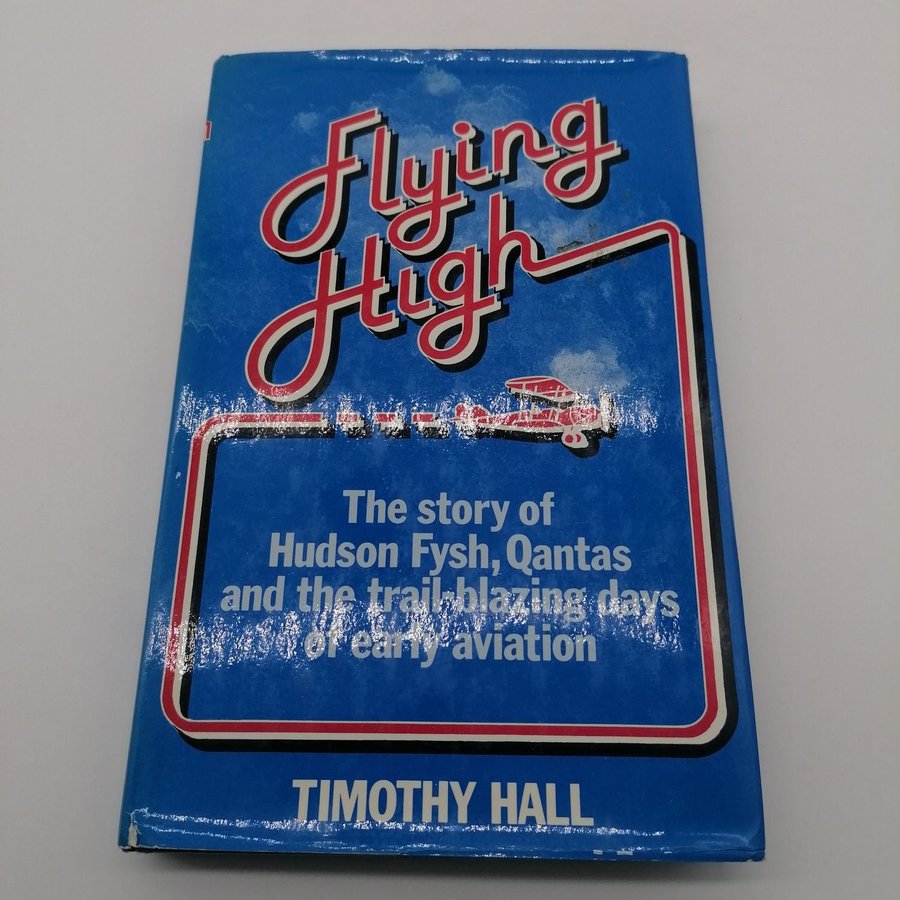 Flying
High
The story of
Hudson Fysh, Qantas
and the trail-blazing days
of early aviation
TIMOTHY HALL